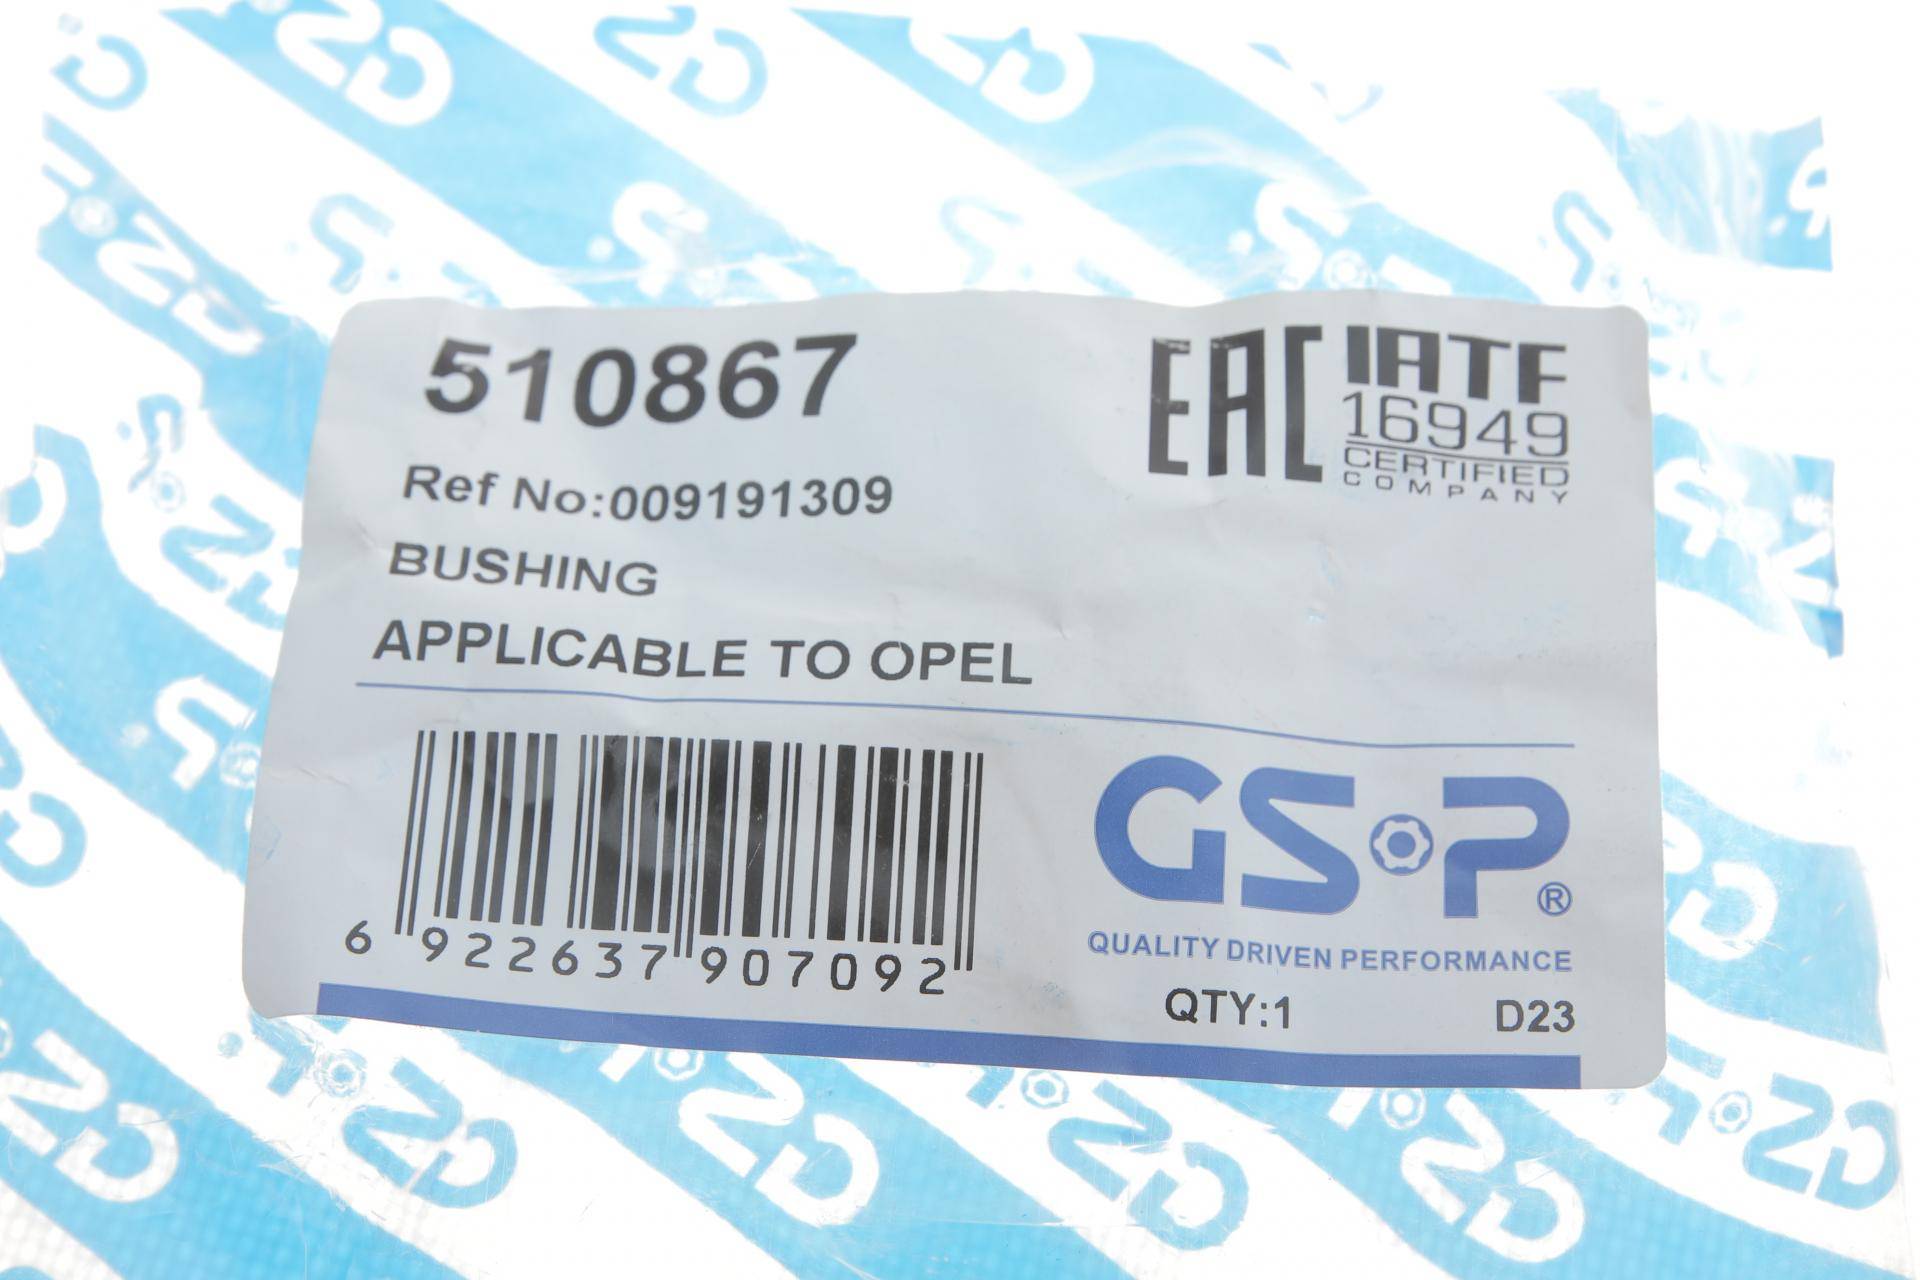 510867
EAC
IATF
16949
CERTIFIED
COMPANY
Ref No:009191309
BUSHING
APPLICABLE TO OPEL
6 922637 907092
GSP®
QUALITY DRIVEN PERFORMANCE
QTY:1 D23